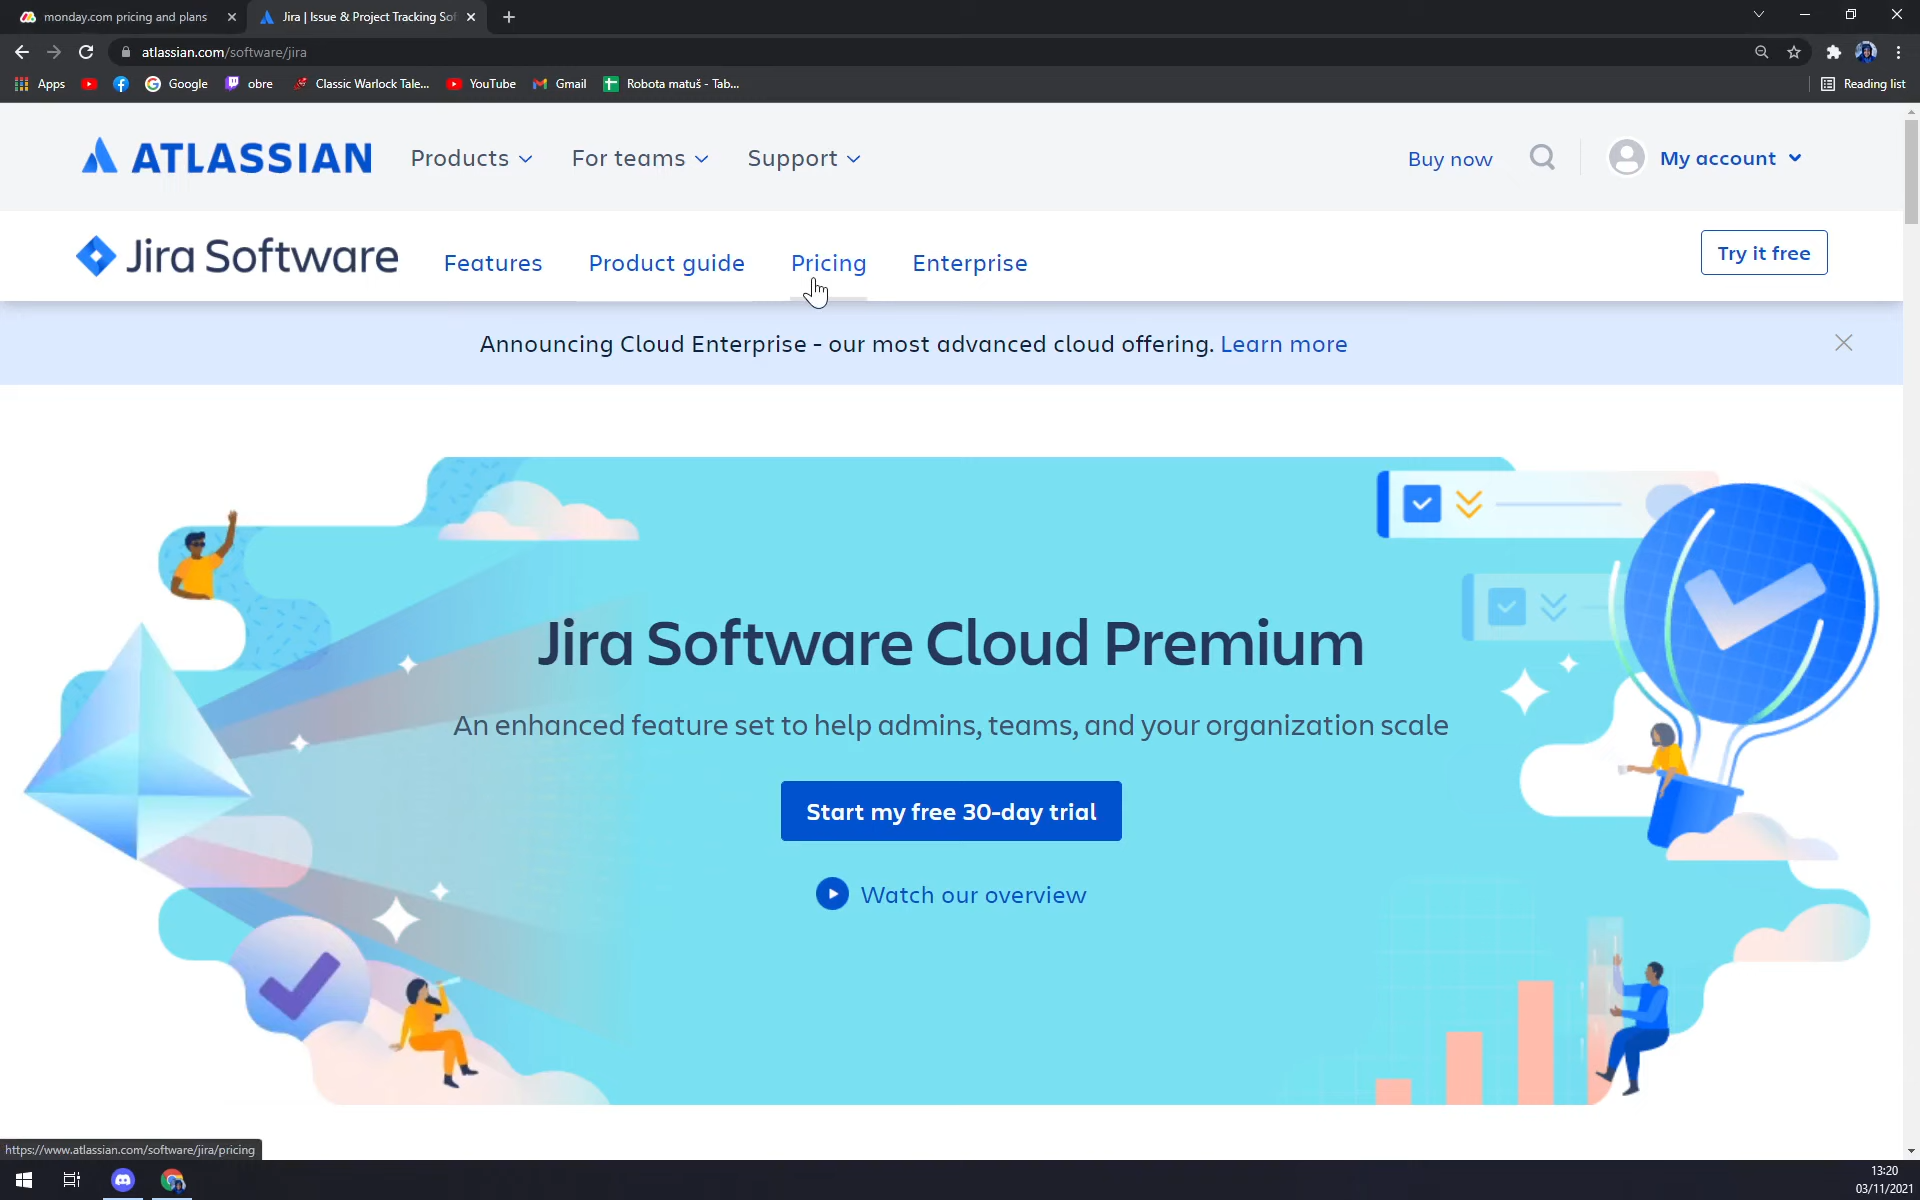 monday.com pricing and plans
Jira | Issue & Project Tracking Sof
atlassian.com/software/jira
Apps
Google
obre
Classic Warlock Tale...
YouTube
Gmail
Robota matuš - Tab...
Reading list
ATLASSIAN
Products
For teams
Support
Buy now
My account
Jira Software
Features
Product guide
Pricing
Enterprise
Try it free
Announcing Cloud Enterprise - our most advanced cloud offering. Learn more
Jira Software Cloud Premium
An enhanced feature set to help admins, teams, and your organization scale
Start my free 30-day trial
Watch our overview
https://www.atlassian.com/software/jira/pricing
13:20
03/11/2021